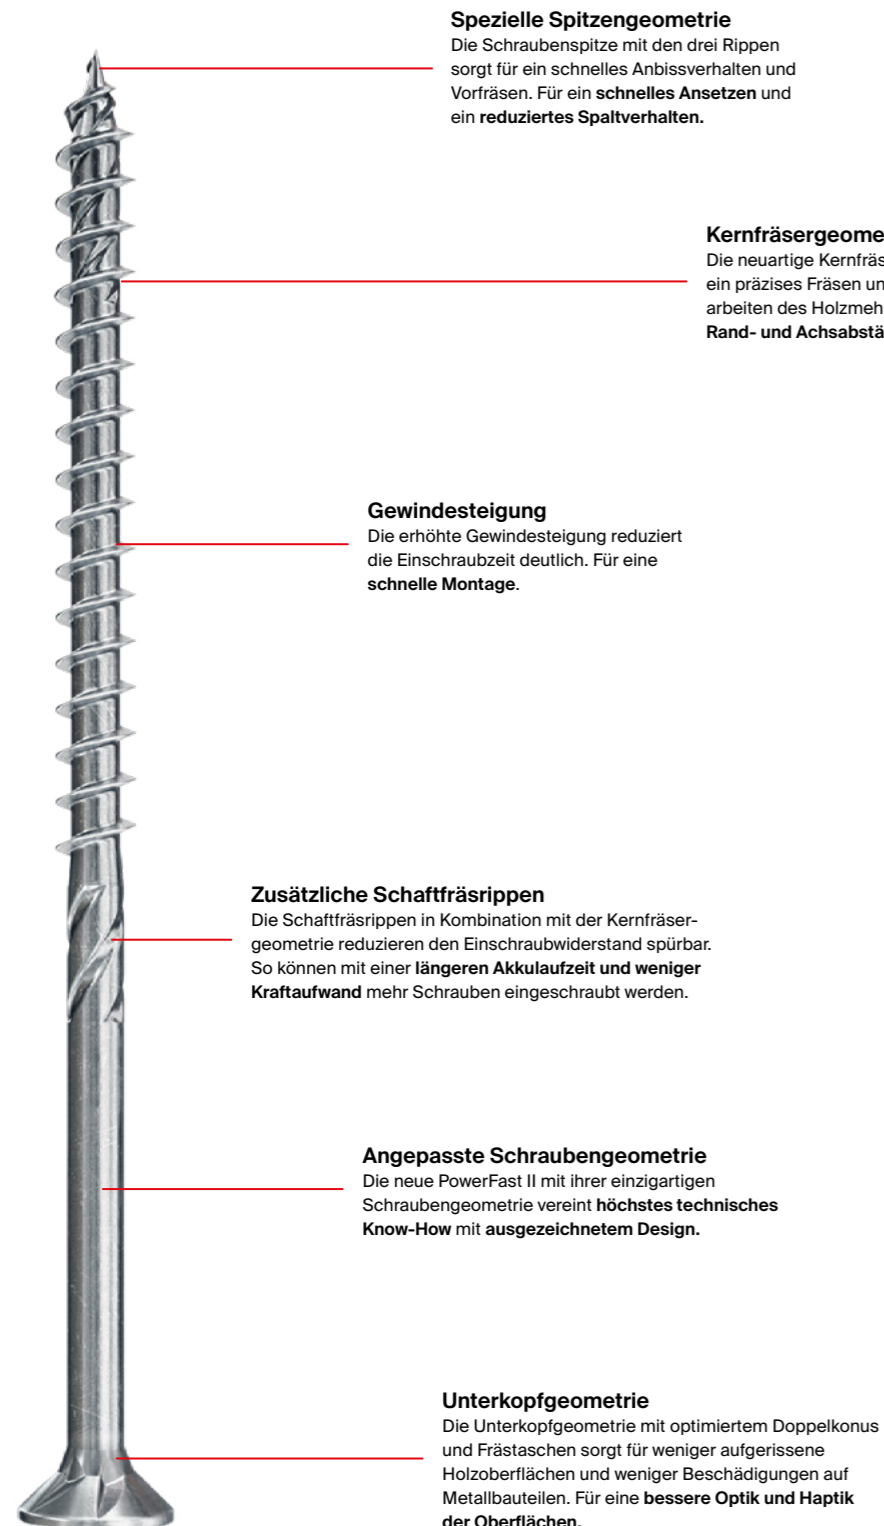 Spezielle Spitzengeometrie
Die Schraubenspitze mit den drei Rippen
sorgt für ein schnelles Anbissverhalten und
Vorfräsen. Für ein schnelles Ansetzen und
ein reduziertes Spaltverhalten.
Kernfräsergeome
Die neuartige Kernfräs
ein präzises Fräsen un
arbeiten des Holzmeh
Rand- und Achsabstä
Gewindesteigung
Die erhöhte Gewindesteigung reduziert
die Einschraubzeit deutlich. Für eine
schnelle Montage.
Zusätzliche Schaftfräsrippen
Die Schaftfräsrippen in Kombination mit der Kernfräser-
geometrie reduzieren den Einschraubwiderstand spürbar.
So können mit einer längeren Akkulaufzeit und weniger
Kraftaufwand mehr Schrauben eingeschraubt werden.
Angepasste Schraubengeometrie
Die neue PowerFast II mit ihrer einzigartigen
Schraubengeometrie vereint höchstes technisches
Know-How mit ausgezeichnetem Design.
Unterkopfgeometrie
Die Unterkopfgeometrie mit optimiertem Doppelkonus
und Frästaschen sorgt für weniger aufgerissene
Holzoberflächen und weniger Beschädigungen auf
Metallbauteilen. Für eine bessere Optik und Haptik
der Oberflächen.